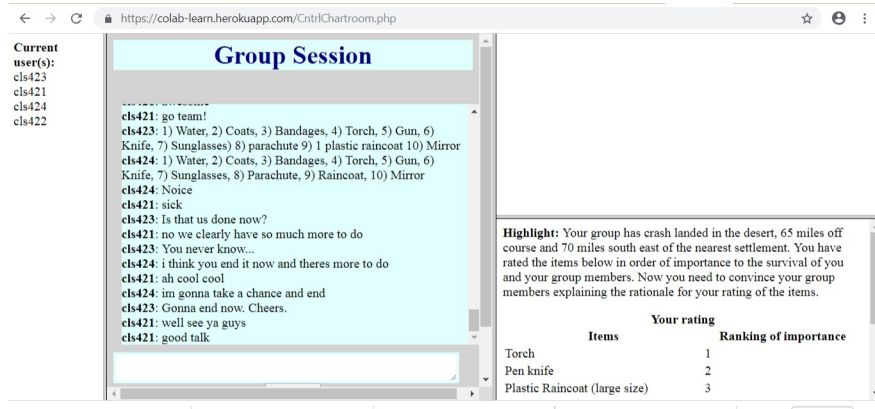 https://colab-learn.herokuapp.com/CntrlChartroom.php
Current
user(s):
cls423
cls421
cls424
cls422
Group Session
cls421: go team!
cls423: 1) Water, 2) Coats, 3) Bandages, 4) Torch, 5) Gun, 6)
Knife, 7) Sunglasses) 8) parachute 9) 1 plastic raincoat 10) Mirror
cls424: 1) Water, 2) Coats, 3) Bandages, 4) Torch, 5) Gun, 6)
Knife, 7) Sunglasses, 8) Parachute, 9) Raincoat, 10) Mirror
cls424: Noice
cls421: sick
cls423: Is that us done now?
cls421: no we clearly have so much more to do
cls423: You never know...
cls424: i think you end it now and theres more to do
cls421: ah cool cool
cls424: im gonna take a chance and end
cls423: Gonna end now. Cheers.
cls421: well see ya guys
cls421: good talk
Highlight: Your group has crash landed in the desert, 65 miles off
course and 70 miles south east of the nearest settlement. You have
rated the items below in order of importance to the survival of you
and your group members. Now you need to convince your group
members explaining the rationale for your rating of the items.
Your rating
Items Ranking of importance
Torch 1
Pen knife 2
Plastic Raincoat (large size) 3